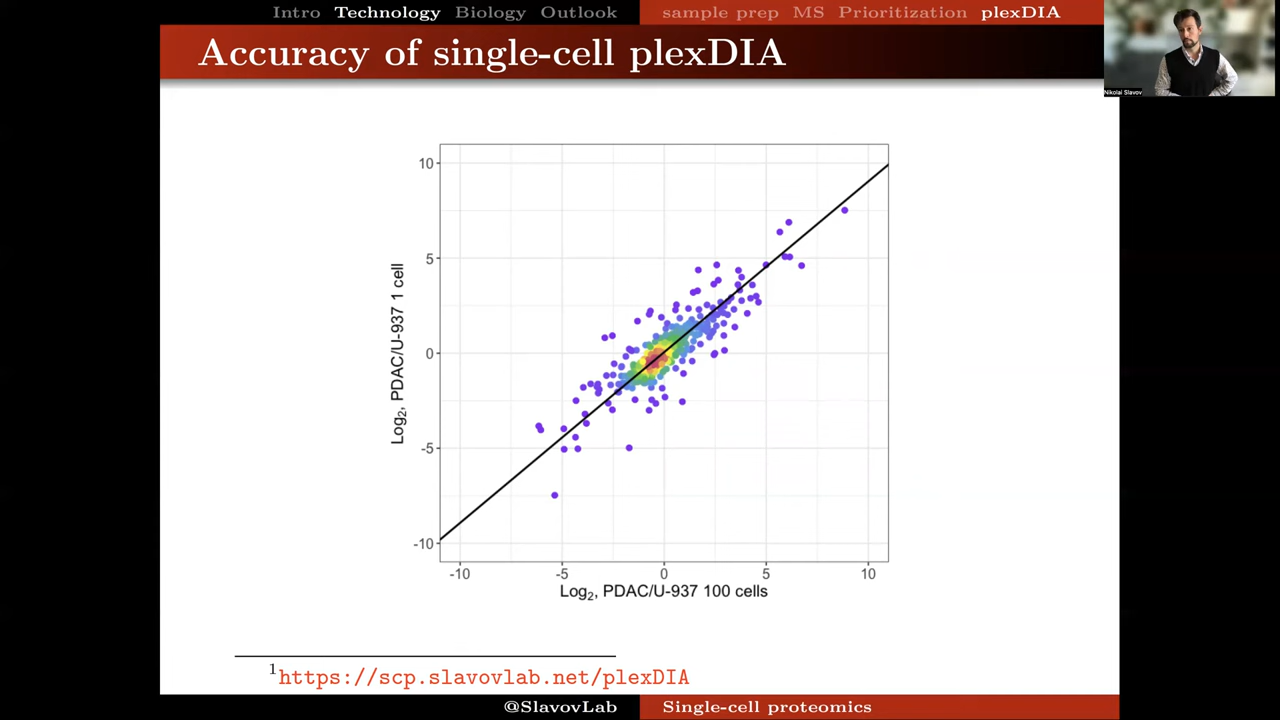 Intro Technology Biology Outlook sample prep MS Prioritization plexDIA
Accuracy of single-cell plexDIA
Nikolai Slavov
10
5
0
-5
-10
Log2, PDAC/U-937 1 cell
-10 -5 0 5 10
Log2, PDAC/U-937 100 cells
1https://scp.slavovlab.net/plexDIA
@SlavovLab Single-cell proteomics